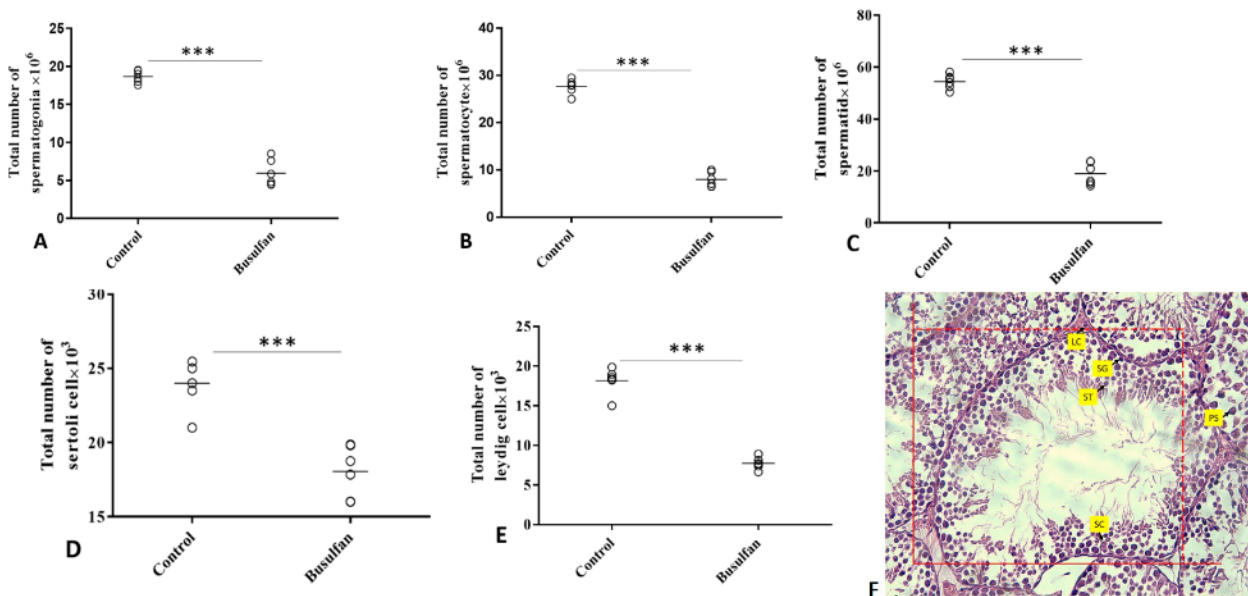 Total number of
spermatogonia ×10⁶
25
20
15
10
5
0
***
Control
Busulfan
A
Total number of
spermatocyte×10⁶
40
30
20
10
0
***
Control
Busulfan
B
Total number of
spermatid×10⁶
80
60
40
20
0
***
Control
Busulfan
C
Total number of
sertoli cell×10³
30
25
20
15
***
Control
Busulfan
D
Total number of
leydig cell×10³
25
20
15
10
5
0
***
Control
Busulfan
E
LC
SG
ST
PS
SC
F